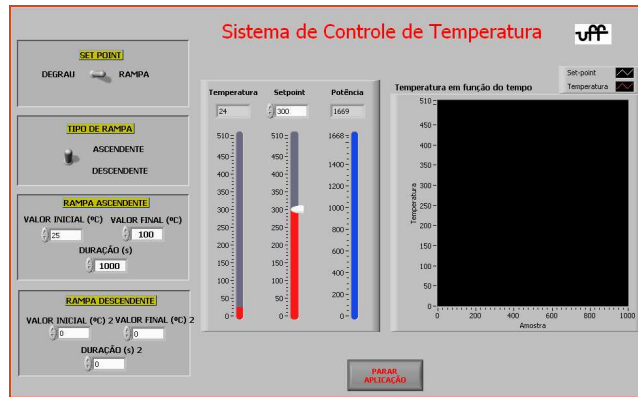 Sistema de Controle de Temperatura
uff
SET POINT
DEGRAU RAMPA
TIPO DE RAMPA
ASCENDENTE
DESCENDENTE
RAMPA ASCENDENTE
VALOR INICIAL (ºC) VALOR FINAL (ºC)
25 100
DURAÇÃO (s)
1000
RAMPA DESCENDENTE
VALOR INICIAL (ºC) 2 VALOR FINAL (ºC) 2
0 0
DURAÇÃO (s) 2
0
Temperatura Setpoint Potência
24 300 1669
510 510 1668
450 450 1400
400 400 1200
350 350 1000
300 300 800
250 250 600
200 200 400
150 150 200
100 100 0
50 50
0 0
Set-point
Temperatura
Temperatura em função do tempo
510
450
400
350
300
250
200
150
100
50
0
Temperatura
0 200 400 600 800 1000
Amostra
PARAR
APLICAÇÃO